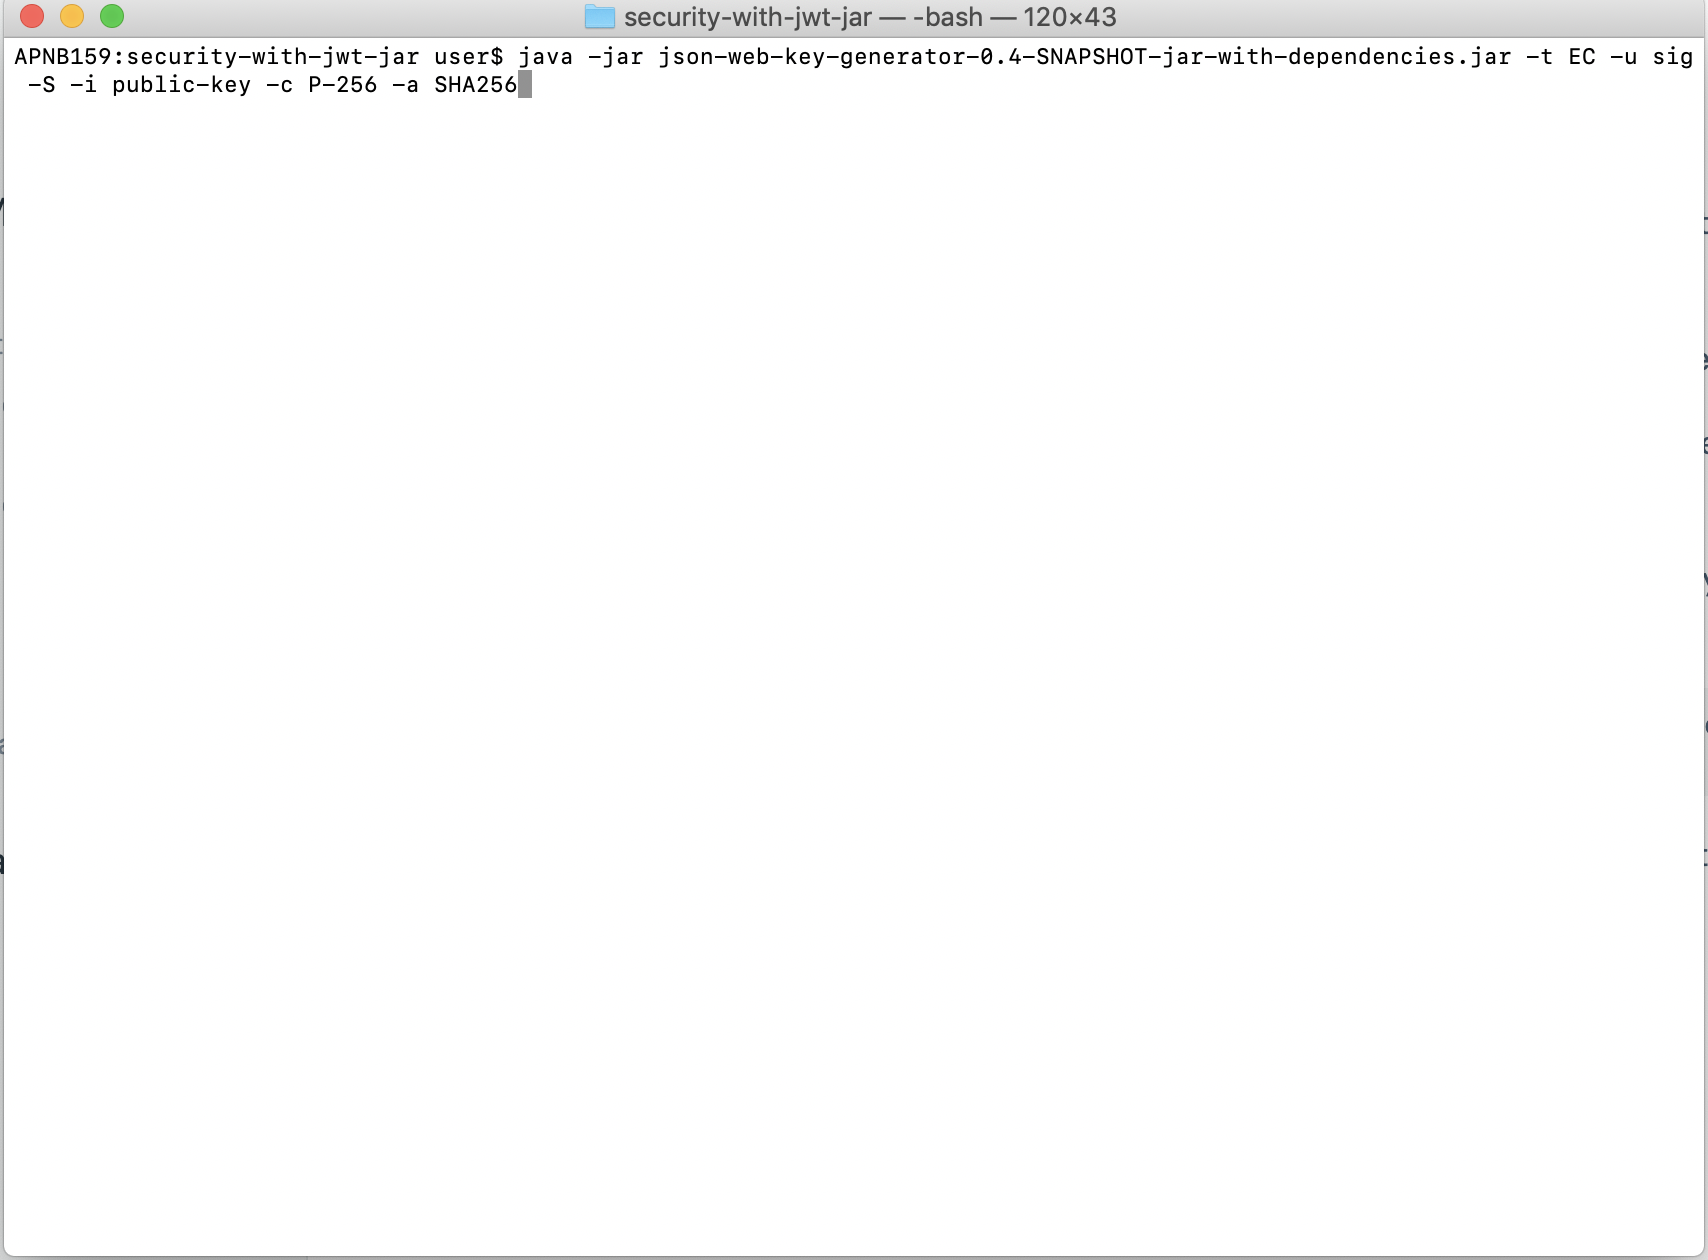 security-with-jwt-jar — -bash — 120×43
APNB159:security-with-jwt-jar user$ java -jar json-web-key-generator-0.4-SNAPSHOT-jar-with-dependencies.jar -t EC -u sig
-S -i public-key -c P-256 -a SHA256